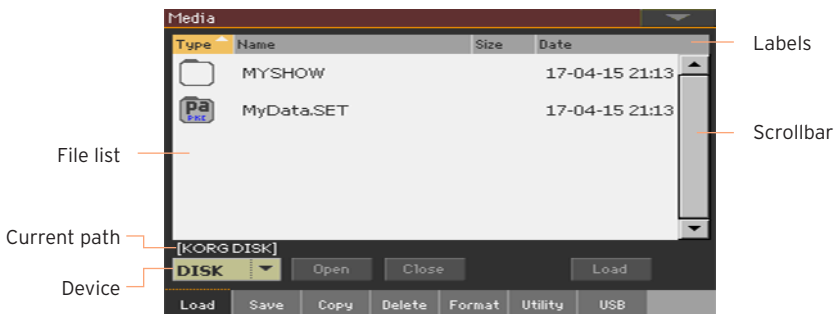 Media
Type Name Size Date
Labels
MYSHOW 17-04-15 21:13
pa PKG MyData.SET 17-04-15 21:13
Scrollbar
File list
Current path
[KORG DISK]
DISK Open Close Load
Device
Load Save Copy Delete Format Utility USB